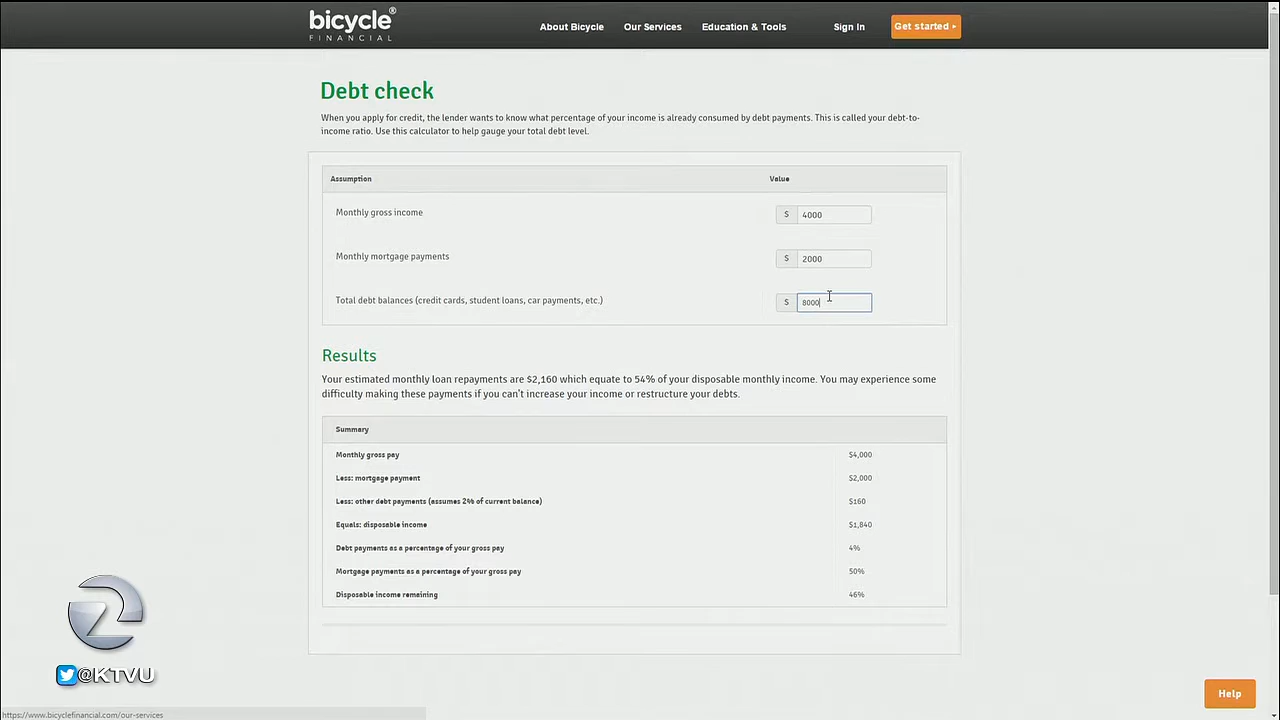 bicycle®
FINANCIAL
About Bicycle Our Services Education & Tools Sign In Get started ▸
Debt check
When you apply for credit, the lender wants to know what percentage of your income is already consumed by debt payments. This is called your debt-to-
income ratio. Use this calculator to help gauge your total debt level.
Assumption Value
Monthly gross income $ 4000
Monthly mortgage payments $ 2000
Total debt balances (credit cards, student loans, car payments, etc.) $ 8000
Results
Your estimated monthly loan repayments are $2,160 which equate to 54% of your disposable monthly income. You may experience some
difficulty making these payments if you can't increase your income or restructure your debts.
Summary
Monthly gross pay $4,000
Less: mortgage payment $2,000
Less: other debt payments (assumes 2% of current balance) $160
Equals: disposable income $1,840
Debt payments as a percentage of your gross pay 4%
Mortgage payments as a percentage of your gross pay 50%
Disposable income remaining 46%
2
@KTVU
Help
https://www.bicyclefinancial.com/our-services